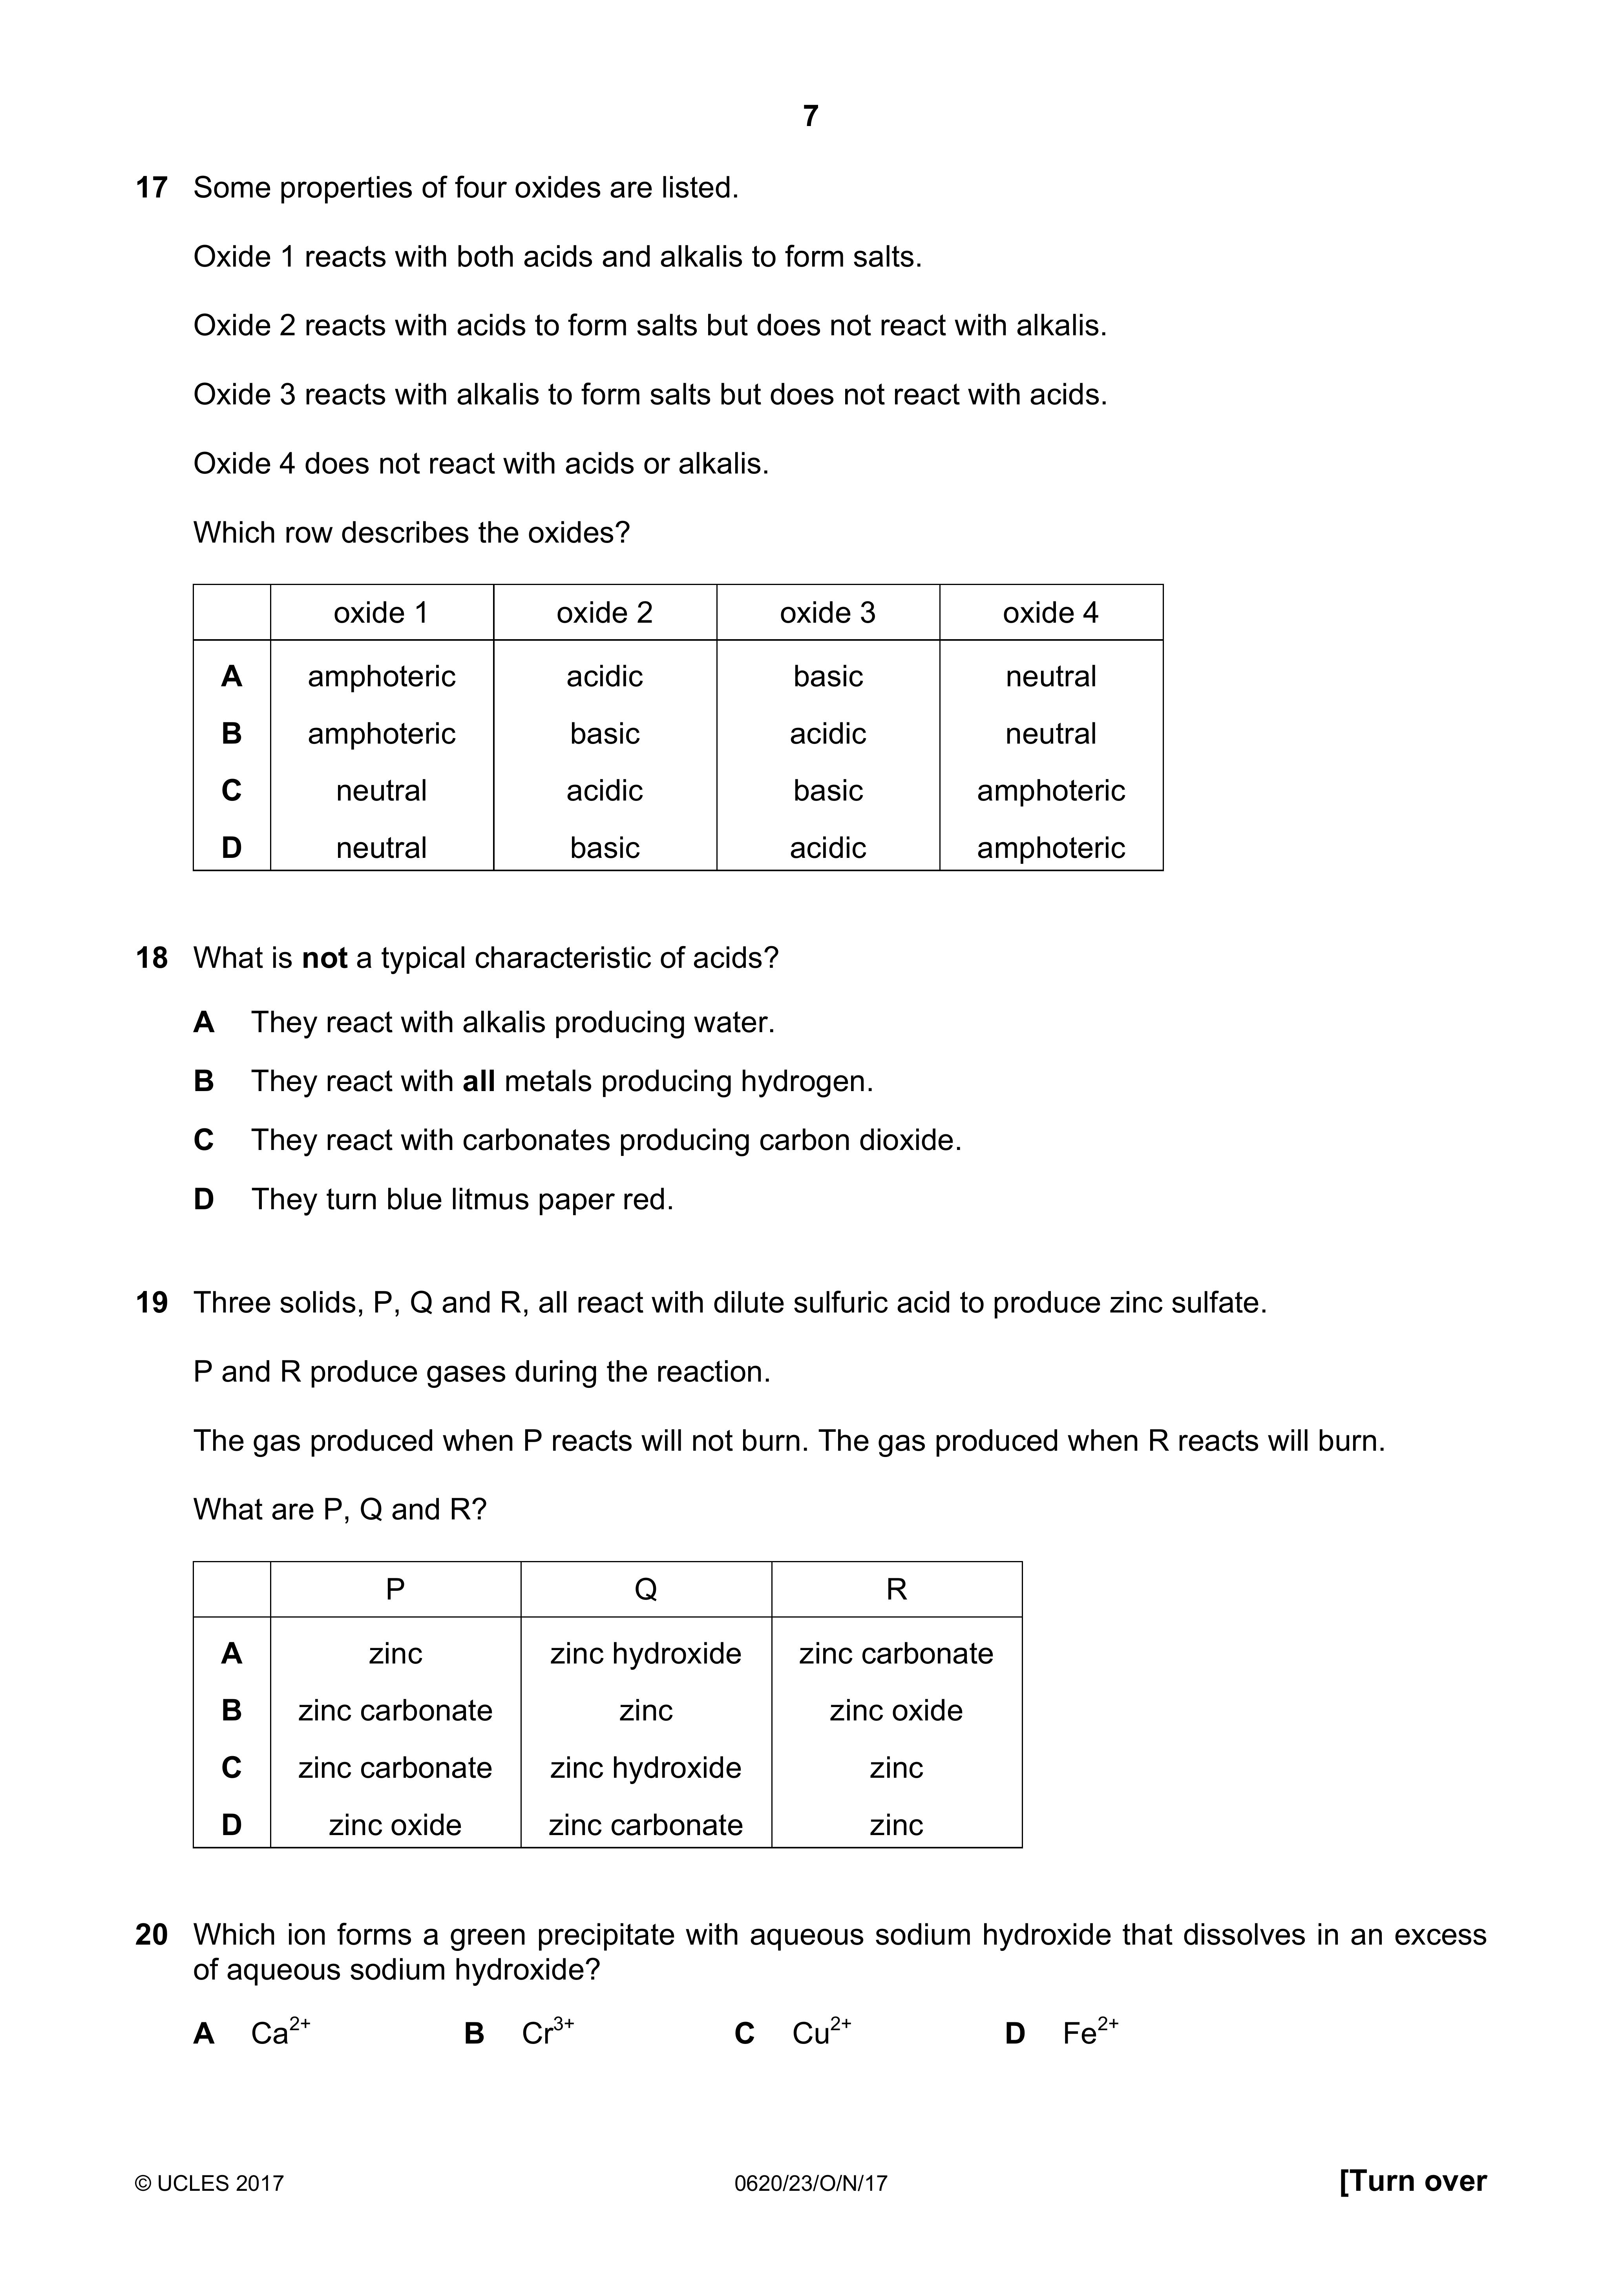 7
17 Some properties of four oxides are listed.
Oxide 1 reacts with both acids and alkalis to form salts.
Oxide 2 reacts with acids to form salts but does not react with alkalis.
Oxide 3 reacts with alkalis to form salts but does not react with acids.
Oxide 4 does not react with acids or alkalis.
Which row describes the oxides?
oxide 1 oxide 2 oxide 3 oxide 4
A amphoteric acidic basic neutral
B amphoteric basic acidic neutral
C neutral acidic basic amphoteric
D neutral basic acidic amphoteric
18 What is not a typical characteristic of acids?
A They react with alkalis producing water.
B They react with all metals producing hydrogen.
C They react with carbonates producing carbon dioxide.
D They turn blue litmus paper red.
19 Three solids, P, Q and R, all react with dilute sulfuric acid to produce zinc sulfate.
P and R produce gases during the reaction.
The gas produced when P reacts will not burn. The gas produced when R reacts will burn.
What are P, Q and R?
P Q R
A zinc zinc hydroxide zinc carbonate
B zinc carbonate zinc zinc oxide
C zinc carbonate zinc hydroxide zinc
D zinc oxide zinc carbonate zinc
20 Which ion forms a green precipitate with aqueous sodium hydroxide that dissolves in an excess
of aqueous sodium hydroxide?
A Ca²⁺ B Cr³⁺ C Cu²⁺ D Fe²⁺
© UCLES 2017 0620/23/O/N/17 [Turn over